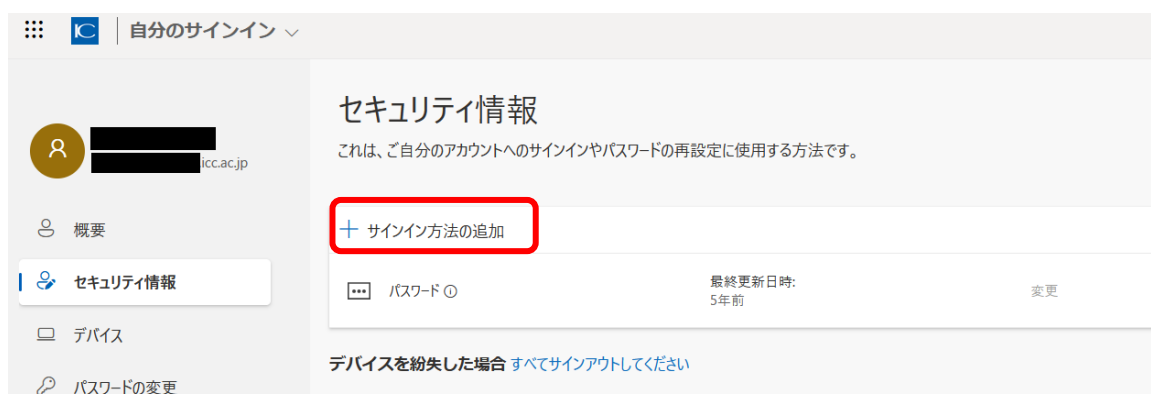 IC 自分のサインイン
セキュリティ情報
これは、ご自分のアカウントへのサインインやパスワードの再設定に使用する方法です。
A
icc.ac.jp
概要
セキュリティ情報
デバイス
パスワードの変更
+ サインイン方法の追加
パスワード
最終更新日時:
5年前
変更
デバイスを紛失した場合 すべてサインアウトしてください